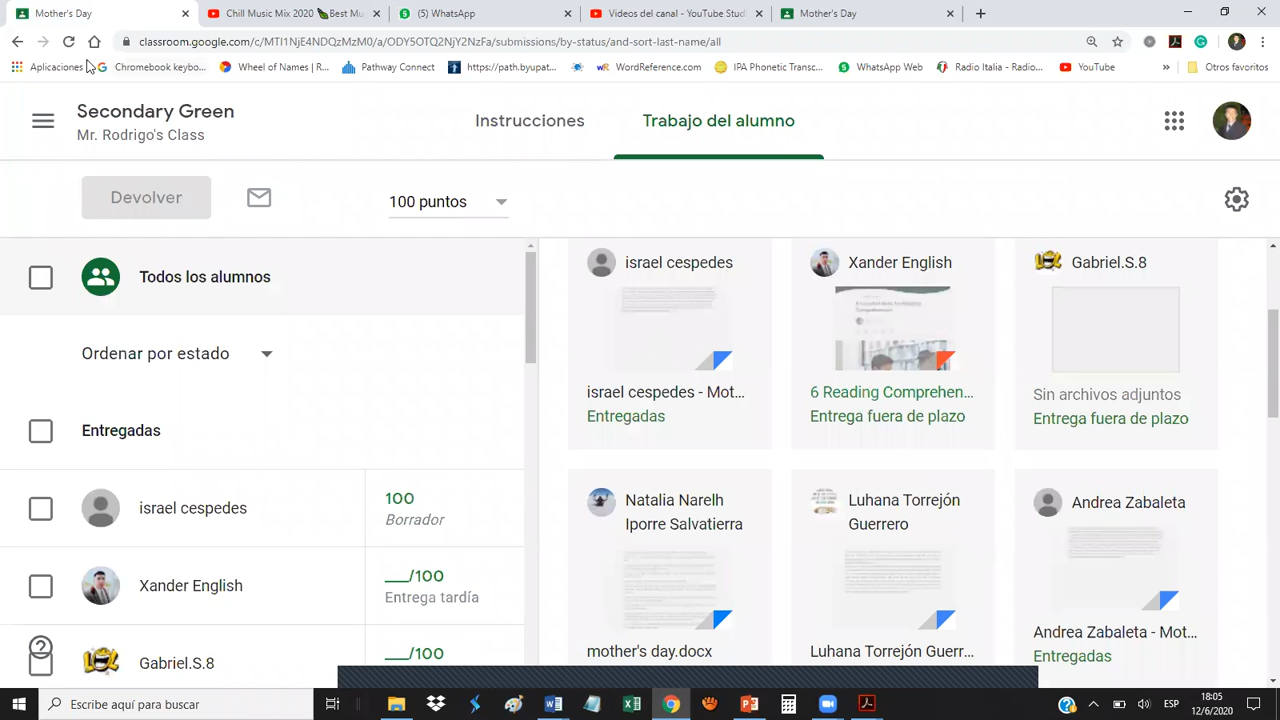 Mother's Day
Chill Music Mix 2020
Best Mu
(5) WhatsApp
Videos del canal - YouTube Stud
Mother's Day
classroom.google.com/c/MTI1NjE4NDQzMzM0/a/ODY5OTQ2NjY2NzFa/submissions/by-status/and-sort-last-name/all
Aplicaciones
Chromebook keybo...
Wheel of Names | R...
Pathway Connect
https://path.byupat...
WordReference.com
IPA Phonetic Transc...
WhatsApp Web
Radio Italia - Radio...
YouTube
»
Otros favoritos
Secondary Green
Mr. Rodrigo's Class
Instrucciones
Trabajo del alumno
Devolver
100 puntos
Todos los alumnos
Ordenar por estado
Entregadas
israel cespedes
100
Borrador
Xander English
___/100
Entrega tardía
Gabriel.S.8
___/100
israel cespedes
israel cespedes - Mot...
Entregadas
Xander English
6 Reading Comprehen...
Entrega fuera de plazo
Gabriel.S.8
Sin archivos adjuntos
Entrega fuera de plazo
Natalia Narelh
Iporre Salvatierra
mother's day.docx
Luhana Torrejón
Guerrero
Luhana Torrejón Guerr...
Andrea Zabaleta
Andrea Zabaleta - Mot...
Entregadas
Escribe aquí para buscar
ESP
18:05
12/6/2020